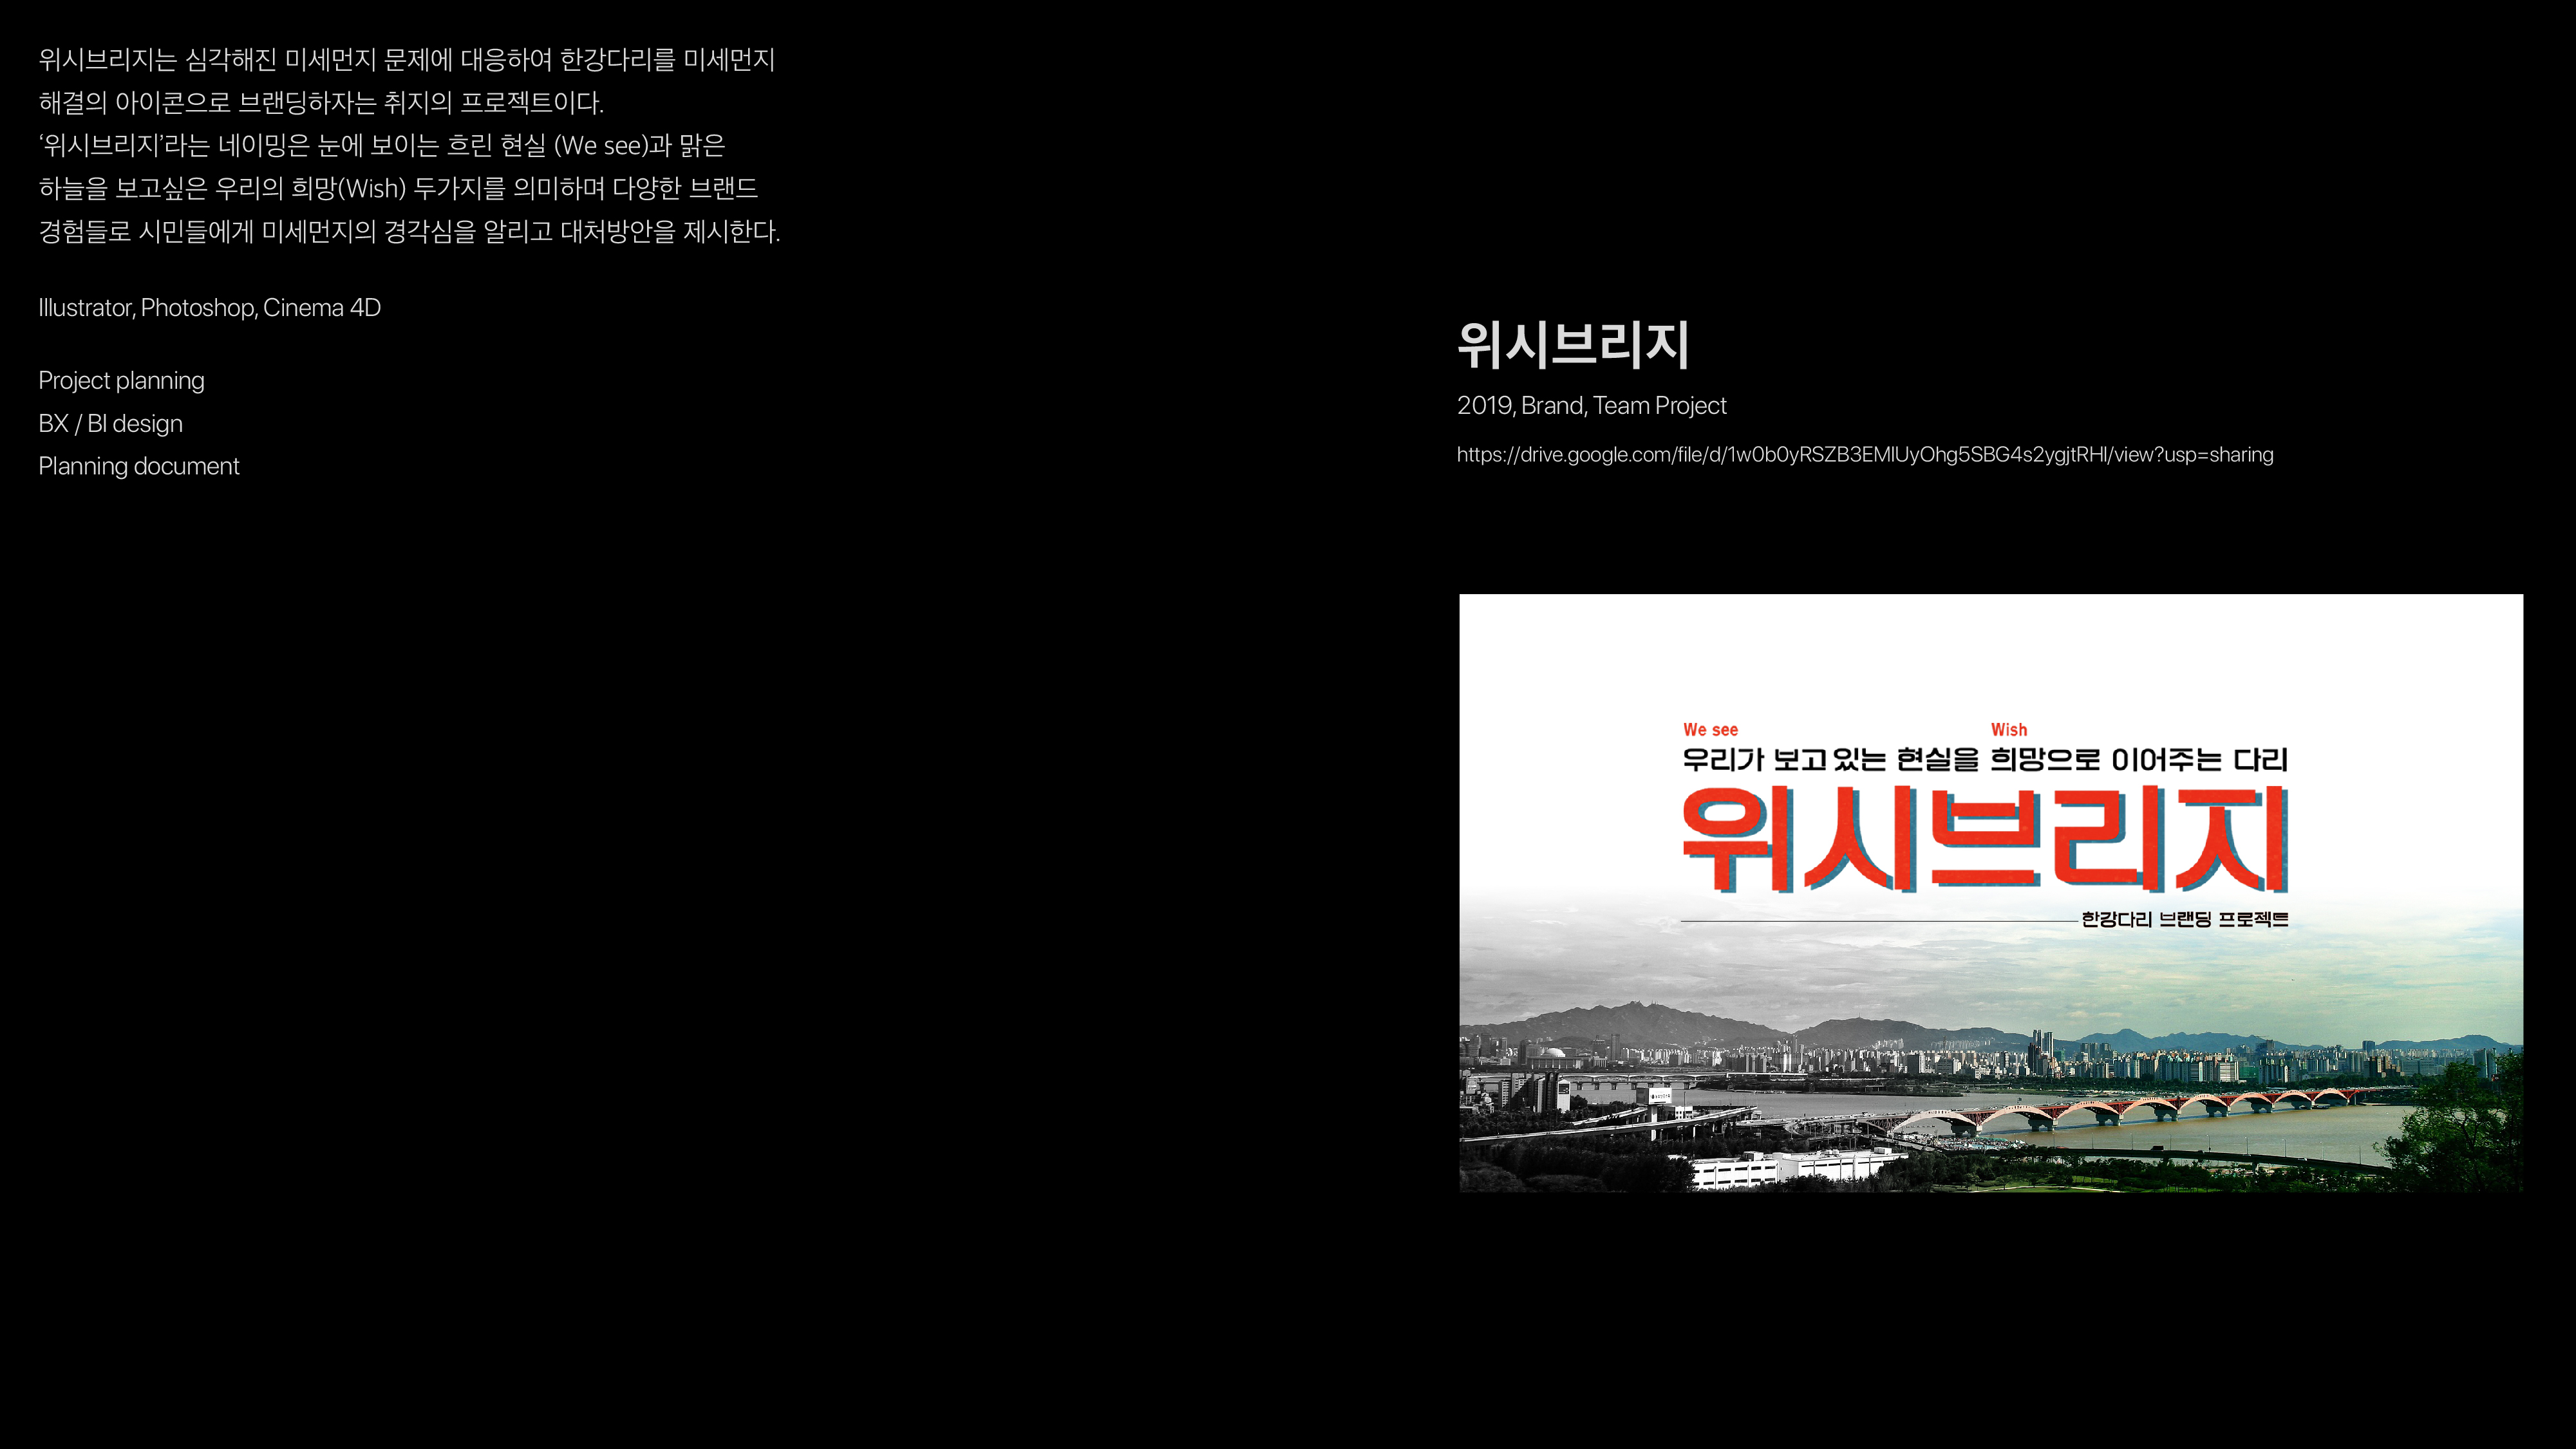 위시브리지는 심각해진 미세먼지 문제에 대응하여 한강다리를 미세먼지
해결의 아이콘으로 브랜딩하자는 취지의 프로젝트이다.
‘위시브리지’라는 네이밍은 눈에 보이는 흐린 현실 (We see)과 맑은
하늘을 보고싶은 우리의 희망(Wish) 두가지를 의미하며 다양한 브랜드
경험들로 시민들에게 미세먼지의 경각심을 알리고 대처방안을 제시한다.
Illustrator, Photoshop, Cinema 4D
Project planning
BX / BI design
Planning document
위시브리지
2019, Brand, Team Project
https://drive.google.com/file/d/1w0b0yRSZB3EMIUyOhg5SBG4s2ygjtRHl/view?usp=sharing
We see Wish
우리가 보고 있는 현실을 희망으로 이어주는 다리
위시브리지
한강다리 브랜딩 프로젝트